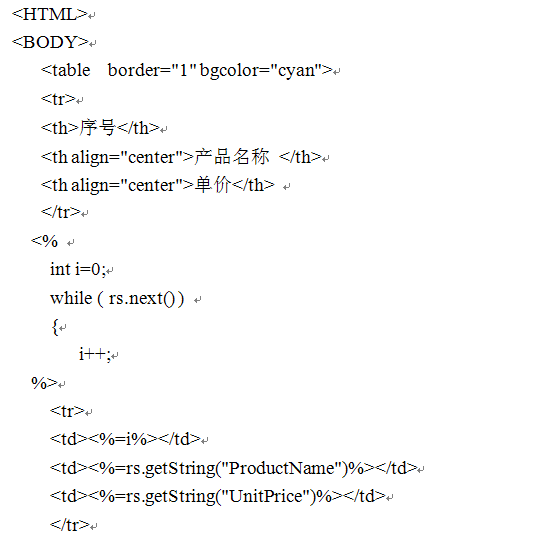 <HTML>
<BODY>
<table border="1" bgcolor="cyan">
<tr>
<th>序号</th>
<th align="center">产品名称 </th>
<th align="center">单价</th>
</tr>
<%
int i=0;
while ( rs.next() )
{
i++;
%>
<tr>
<td><%=i%></td>
<td><%=rs.getString("ProductName")%></td>
<td><%=rs.getString("UnitPrice")%></td>
</tr>